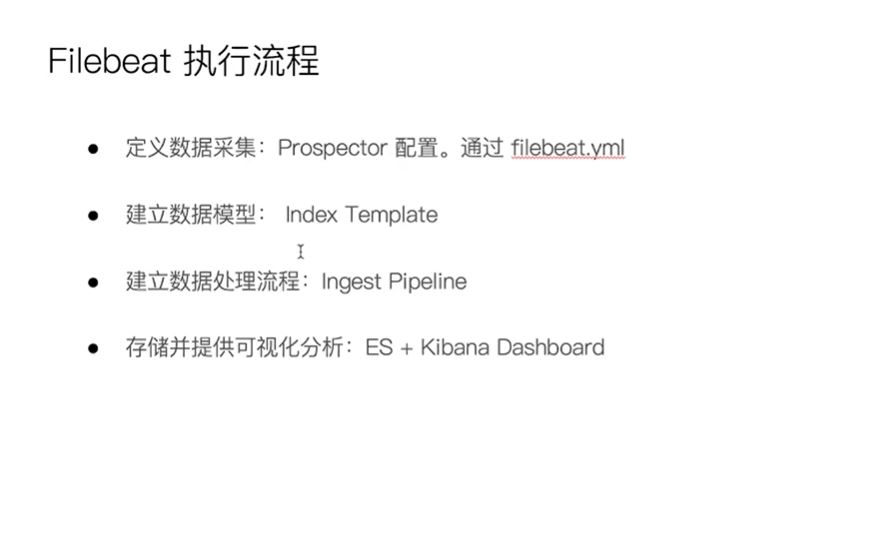 Filebeat 执行流程
● 定义数据采集：Prospector 配置。通过 filebeat.yml
● 建立数据模型： Index Template
● 建立数据处理流程：Ingest Pipeline
● 存储并提供可视化分析：ES + Kibana Dashboard